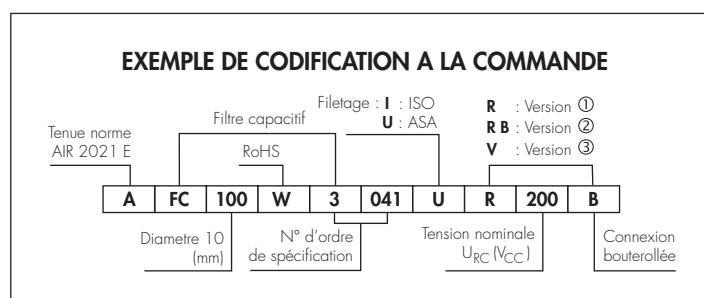 EXEMPLE DE CODIFICATION A LA COMMANDE
Tenue norme
AIR 2021 E
Filtre capacitif
RoHS
Filetage : I : ISO
U : ASA
R : Version ①
R B : Version ②
V : Version ③
A FC 100 W 3 041 U R 200 B
Diametre 10
(mm)
N° d'ordre
de spécification
Tension nominale
URC (VCC )
Connexion
bouterollée